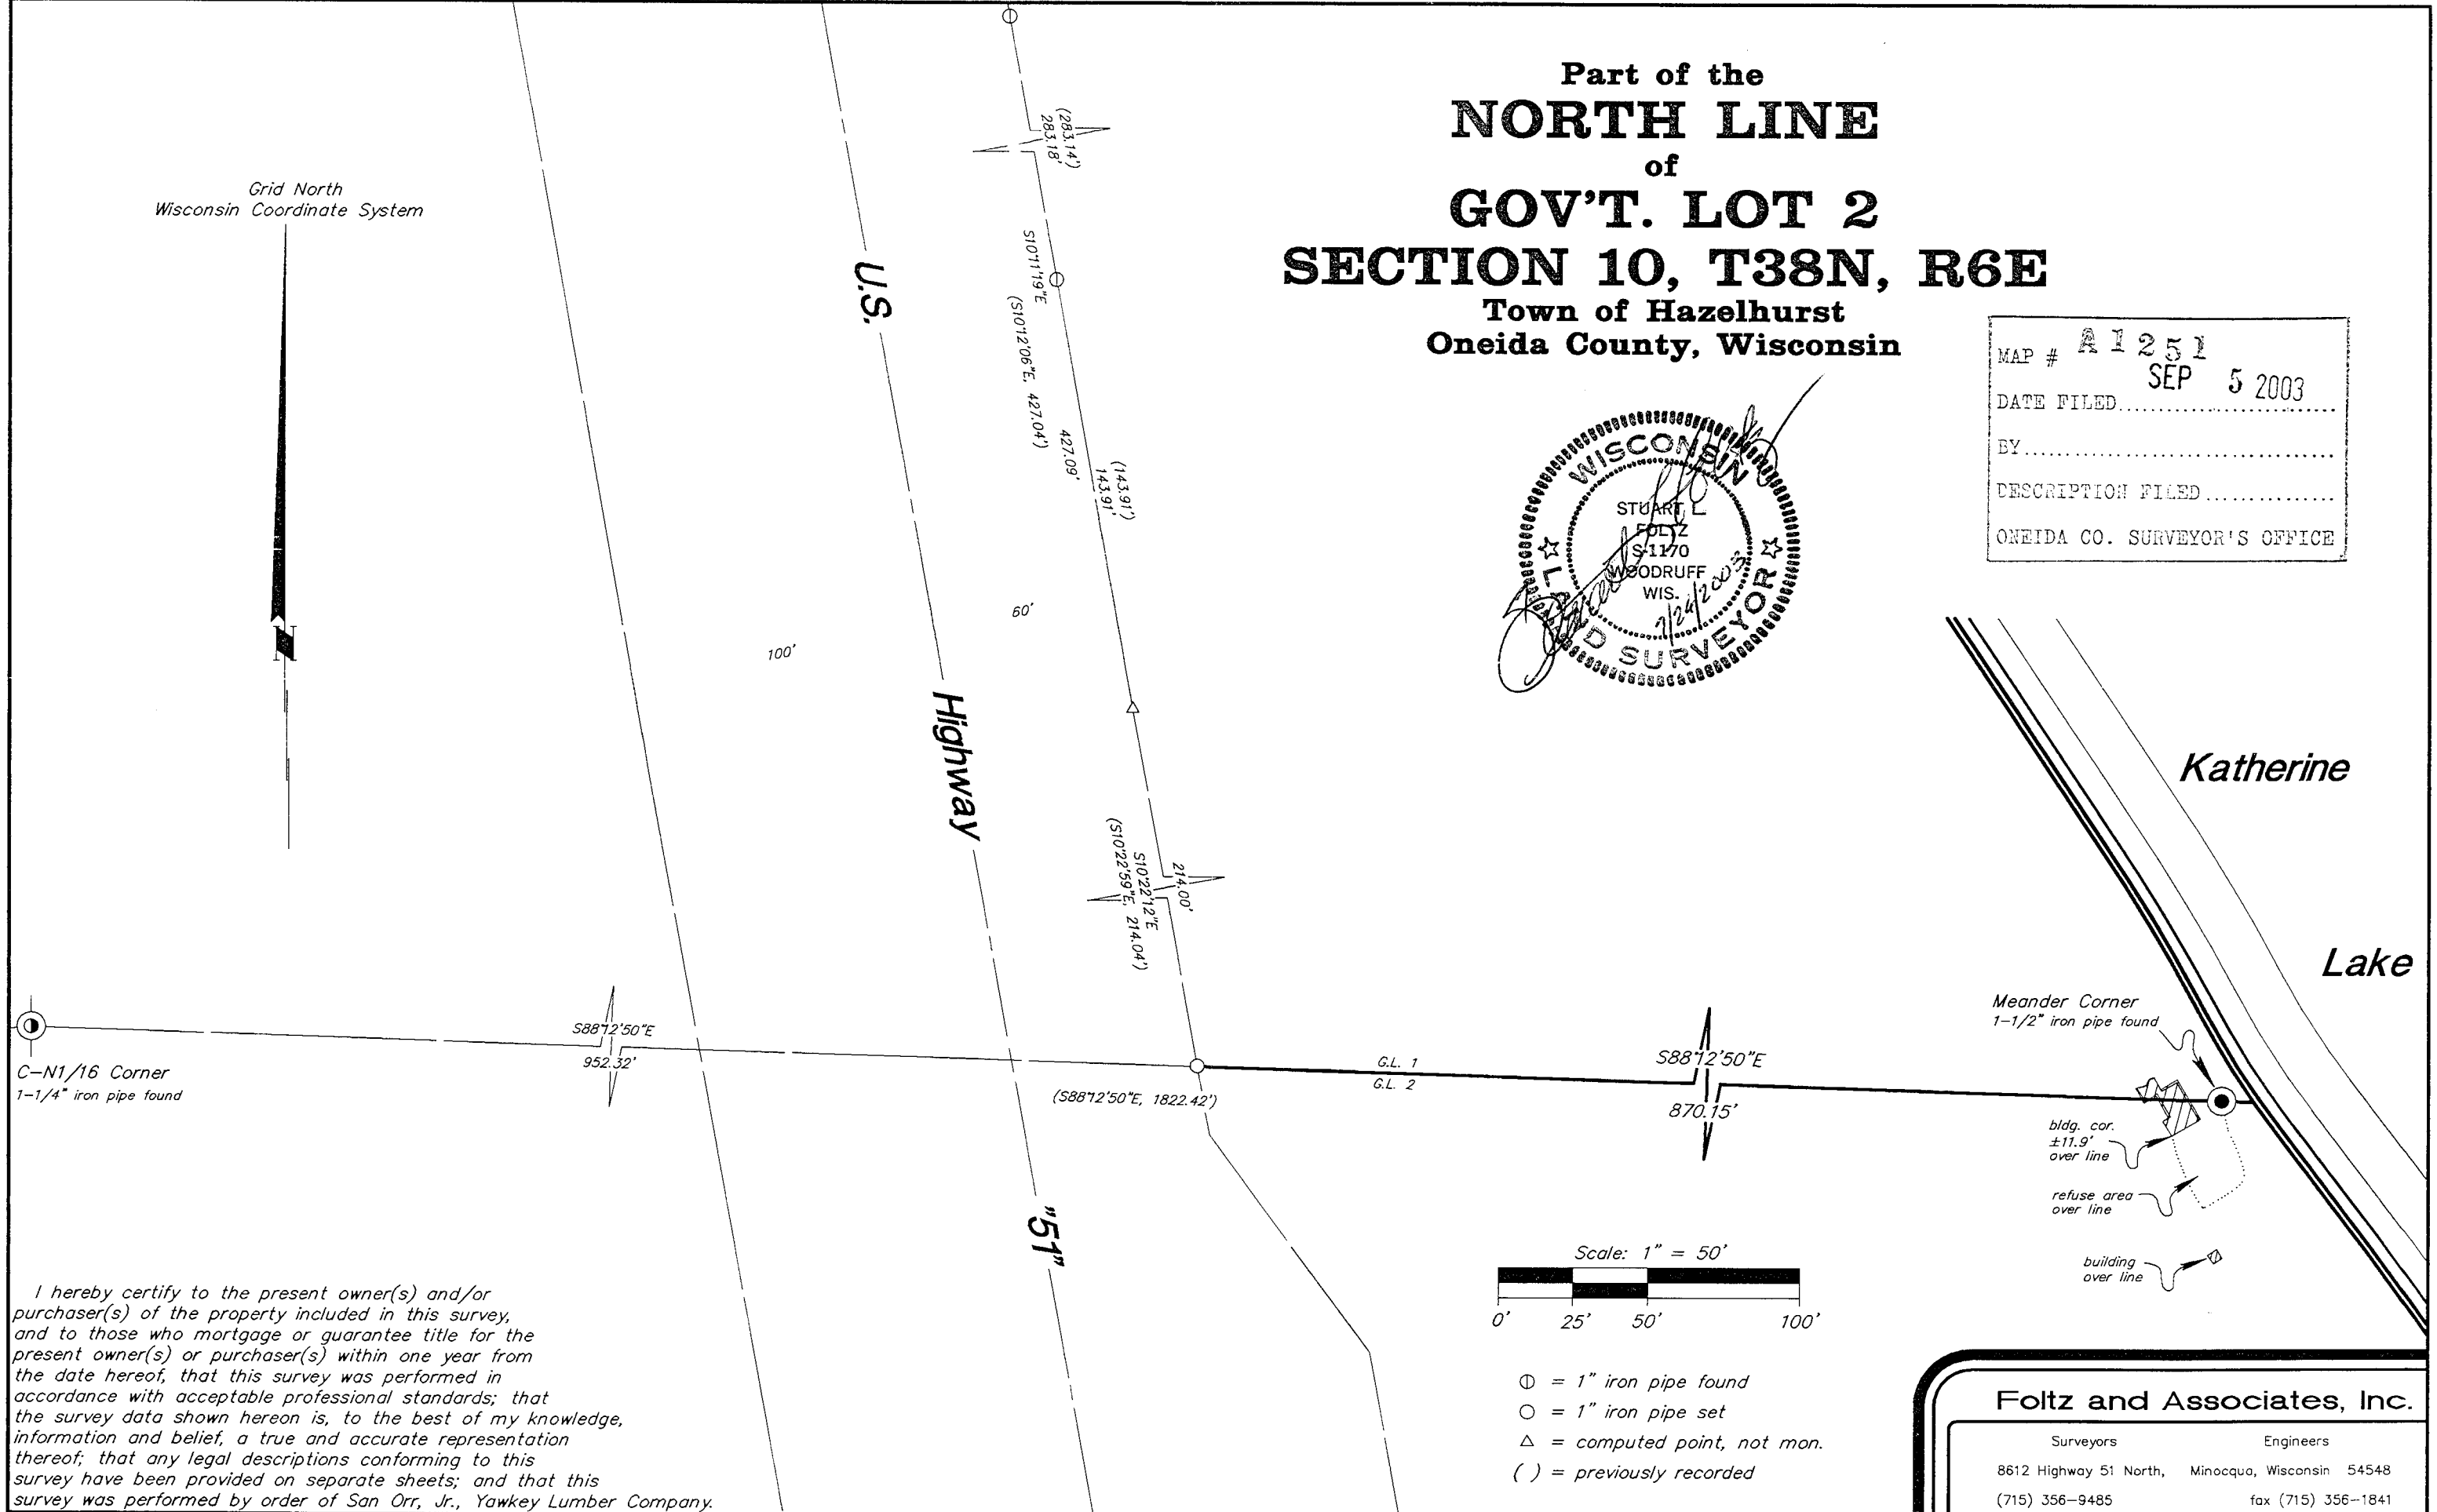 Part of the
NORTH LINE
of
GOV'T. LOT 2
SECTION 10, T38N, R6E
Town of Hazelhurst
Oneida County, Wisconsin
MAP # A1251
SEP 5 2003
DATE FILED
BY
DESCRIPTION FILED
ONEIDA CO. SURVEYOR'S OFFICE
WISCONSIN
STUART L
FOLTZ
S-1170
WOODRUFF
WIS.
LAND SURVEYOR
Grid North
Wisconsin Coordinate System
N
(283.14')
283.18'
S10°11'19"E
(S10°12'06"E, 427.04')
427.09'
(143.91')
143.91'
U.S.
Highway
"51"
60'
100'
214.00'
S10°22'12"E
(S10°22'59"E, 214.04')
Katherine
Lake
Meander Corner
1-1/2" iron pipe found
C-N1/16 Corner
1-1/4" iron pipe found
S88°12'50"E
952.32'
(S88°12'50"E, 1822.42')
G.L. 1
G.L. 2
S88°12'50"E
870.15'
bldg. cor.
±11.9'
over line
refuse area
over line
building
over line
Scale: 1" = 50'
0' 25' 50' 100'
= 1" iron pipe found
= 1" iron pipe set
△ = computed point, not mon.
( ) = previously recorded
I hereby certify to the present owner(s) and/or
purchaser(s) of the property included in this survey,
and to those who mortgage or guarantee title for the
present owner(s) or purchaser(s) within one year from
the date hereof, that this survey was performed in
accordance with acceptable professional standards; that
the survey data shown hereon is, to the best of my knowledge,
information and belief, a true and accurate representation
thereof; that any legal descriptions conforming to this
survey have been provided on separate sheets; and that this
survey was performed by order of San Orr, Jr., Yawkey Lumber Company.
Foltz and Associates, Inc.
Surveyors Engineers
8612 Highway 51 North, Minocqua, Wisconsin 54548
(715) 356-9485 fax (715) 356-1841